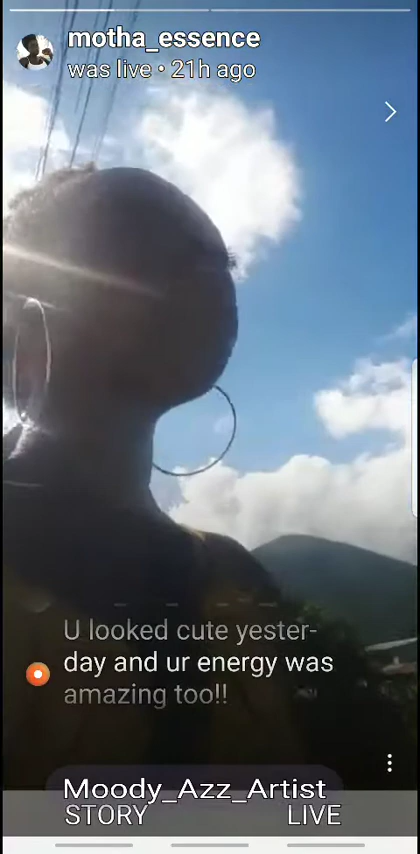 motha_essence
was live • 21h ago
U looked cute yester-
day and ur energy was
amazing too!!
Moody_Azz_Artist
STORY LIVE